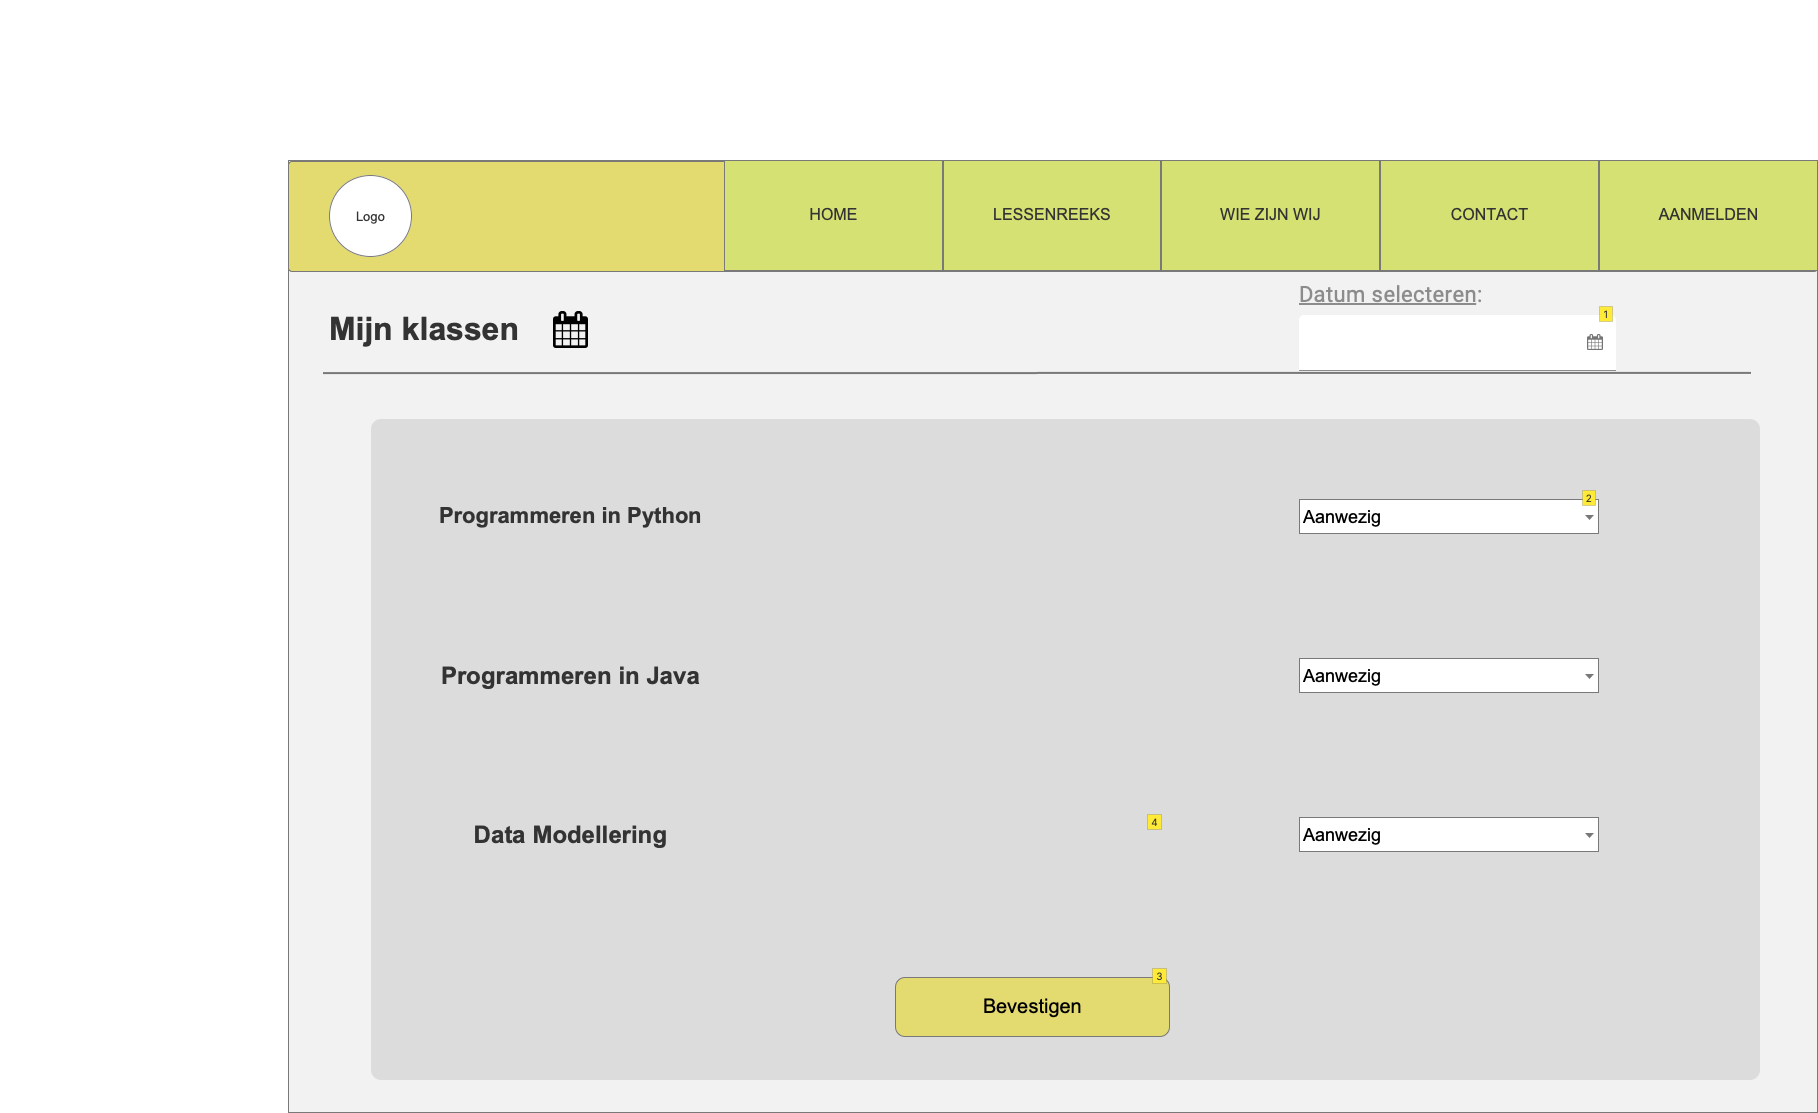 Logo
HOME
LESSENREEKS
WIE ZIJN WIJ
CONTACT
AANMELDEN
Mijn klassen
Datum selecteren:
1
Programmeren in Python
2
Aanwezig
Programmeren in Java
Aanwezig
Data Modellering
4
Aanwezig
3
Bevestigen